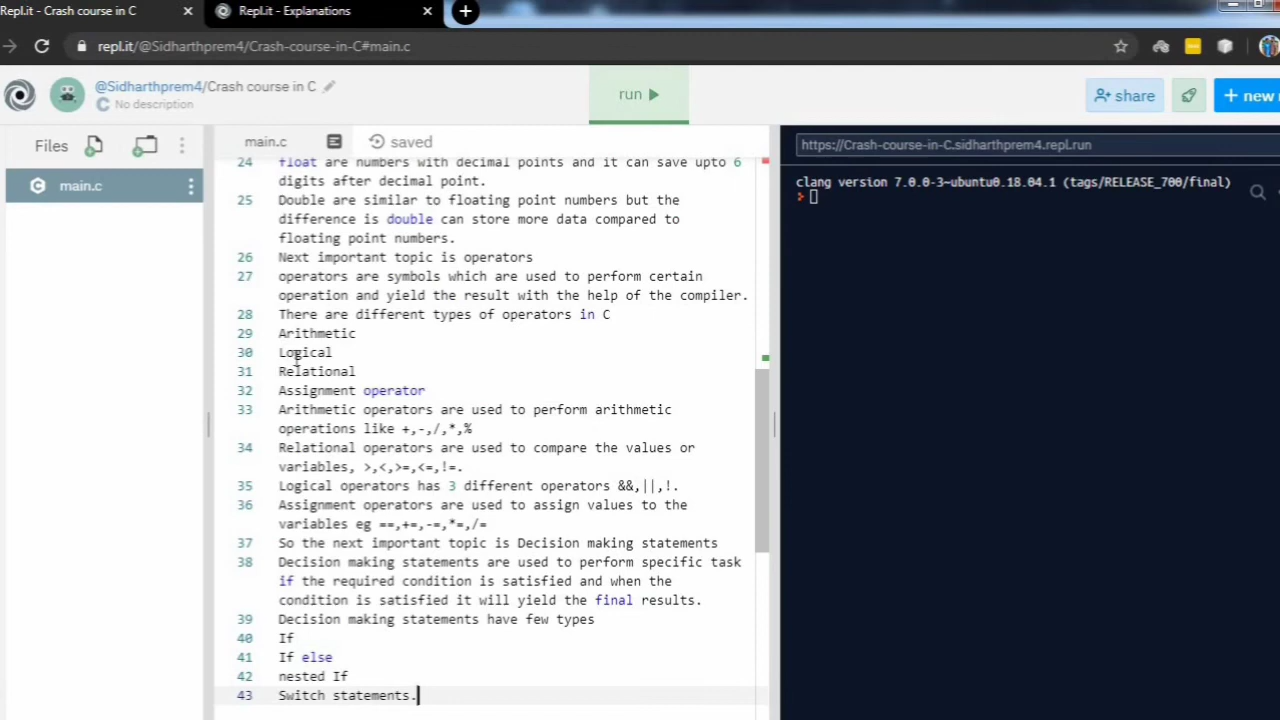 Repl.it - Crash course in C
Repl.it - Explanations
repl.it/@Sidharthprem4/Crash-course-in-C#main.c
@Sidharthprem4/Crash course in C
No description
run
share
+ new
Files
main.c
main.c
saved
24 float are numbers with decimal points and it can save upto 6
digits after decimal point.
25 Double are similar to floating point numbers but the
difference is double can store more data compared to
floating point numbers.
26 Next important topic is operators
27 operators are symbols which are used to perform certain
operation and yield the result with the help of the compiler.
28 There are different types of operators in C
29 Arithmetic
30 Logical
31 Relational
32 Assignment operator
33 Arithmetic operators are used to perform arithmetic
operations like +,-,/,*,%
34 Relational operators are used to compare the values or
variables, >,<,>=,<=,!=.
35 Logical operators has 3 different operators &&,||,!.
36 Assignment operators are used to assign values to the
variables eg ==,+=,-=,*=,/=
37 So the next important topic is Decision making statements
38 Decision making statements are used to perform specific task
if the required condition is satisfied and when the
condition is satisfied it will yield the final results.
39 Decision making statements have few types
40 If
41 If else
42 nested If
43 Switch statements.
https://Crash-course-in-C.sidharthprem4.repl.run
clang version 7.0.0-3~ubuntu0.18.04.1 (tags/RELEASE_700/final)